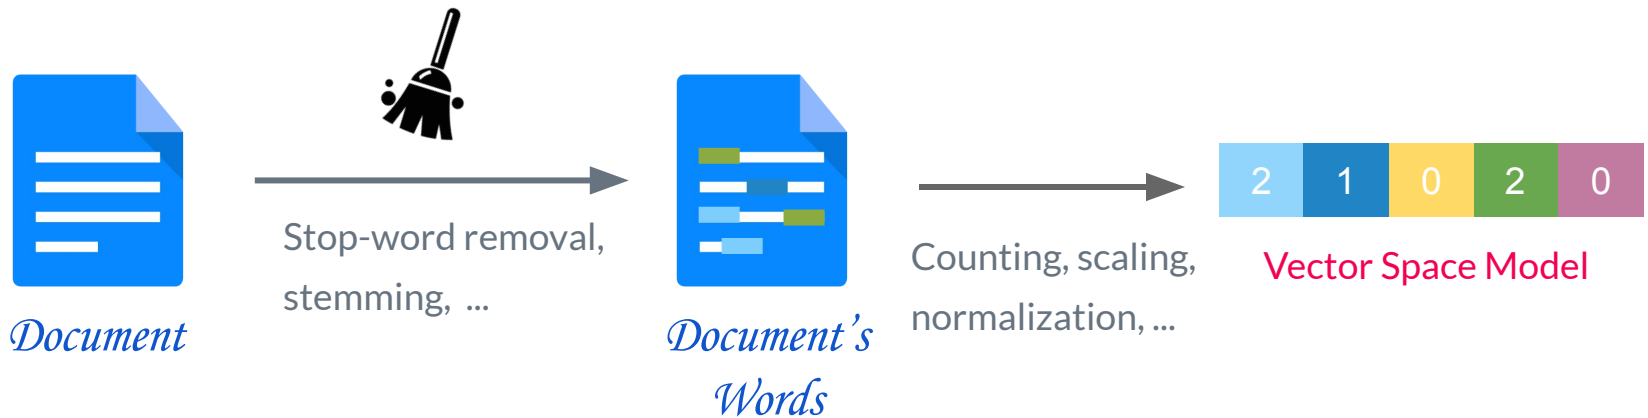 Document
Stop-word removal,
stemming, ...
Document's
Words
Counting, scaling,
normalization, ...
2 1 0 2 0
Vector Space Model